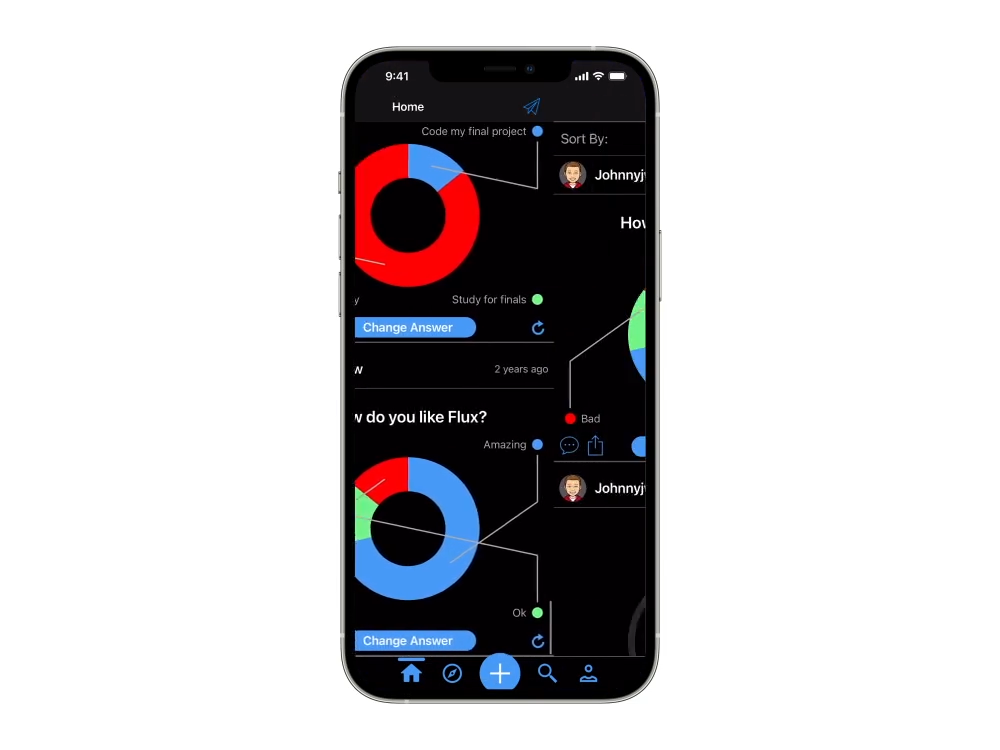 9:41
Home
Code my final project
Study for finals
Change Answer
2 years ago
do you like Flux?
Amazing
Ok
Change Answer
Sort By:
Johnnyj
Bad
Johnnyj